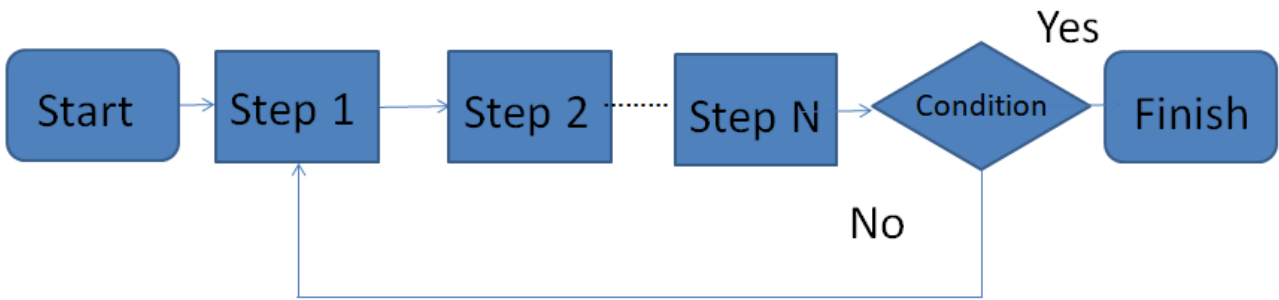 Start
Step 1
Step 2
Step N
Condition
Yes
Finish
No